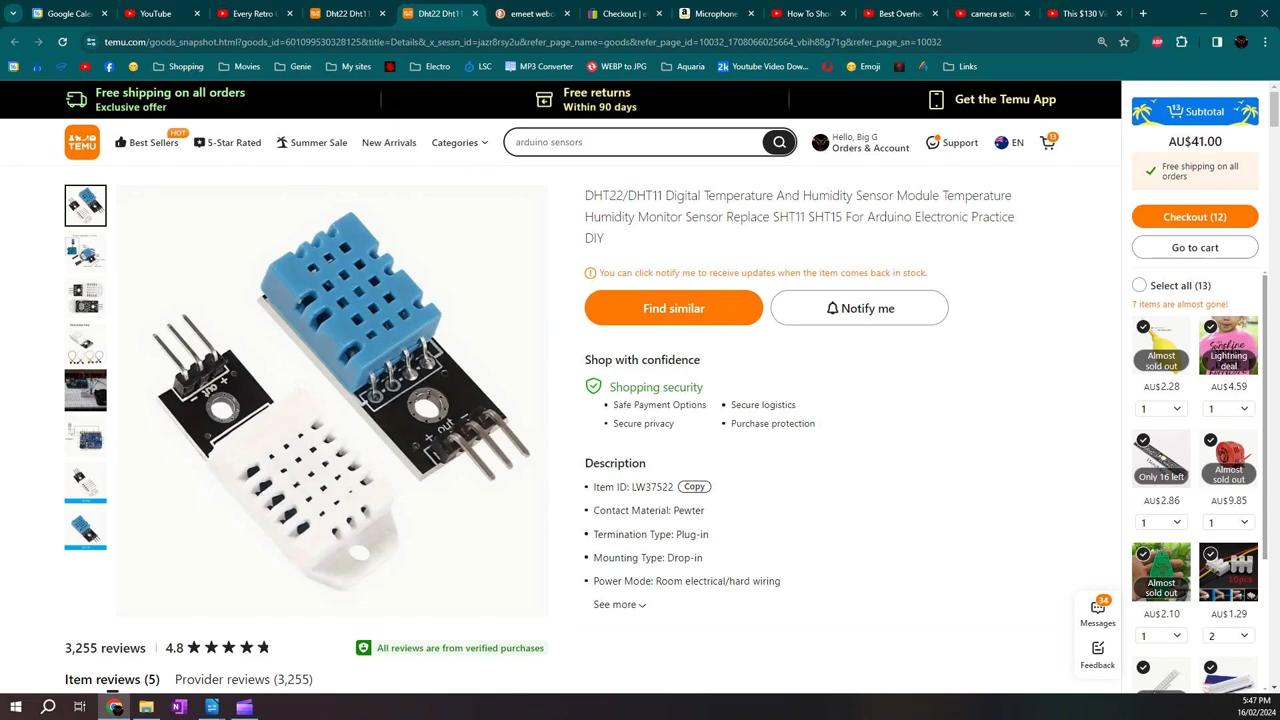 Google Cale
YouTube
Every Retro
Dht22 Dht11
Dht22 Dht11
emeet webc
Checkout | e
Microphone
How To Sho
Best Overhe
camera setu
This $130 Vi
temu.com/goods_snapshot.html?goods_id=601099530328125&title=Details&_x_sessn_id=jazr8rsy2u&refer_page_name=goods&refer_page_id=10032_1708066025664_vbih88g71g&refer_page_sn=10032
Shopping
Movies
Genie
My sites
Electro
LSC
MP3 Converter
WEBP to JPG
Aquaria
Youtube Video Dow...
Emoji
Links
Free shipping on all orders
Exclusive offer
Free returns
Within 90 days
Get the Temu App
TEMU
Best Sellers
HOT
5-Star Rated
Summer Sale
New Arrivals
Categories
arduino sensors
Hello, Big G
Orders & Account
Support
EN
13
DHT22/DHT11 Digital Temperature And Humidity Sensor Module Temperature
Humidity Monitor Sensor Replace SHT11 SHT15 For Arduino Electronic Practice
DIY
You can click notify me to receive updates when the item comes back in stock.
Find similar
Notify me
Shop with confidence
Shopping security
Safe Payment Options
Secure logistics
Secure privacy
Purchase protection
Description
Item ID: LW37522
Copy
Contact Material: Pewter
Termination Type: Plug-in
Mounting Type: Drop-in
Power Mode: Room electrical/hard wiring
See more
+ out -
+ out -
3,255 reviews
4.8
All reviews are from verified purchases
Item reviews (5)
Provider reviews (3,255)
34
Messages
Feedback
13
Subtotal
AU$41.00
Free shipping on all
orders
Checkout (12)
Go to cart
Select all (13)
7 items are almost gone!
Almost
sold out
Sunshine
Lightning
deal
AU$2.28
AU$4.59
1
1
Only 16 left
Almost
sold out
AU$2.86
AU$9.85
1
1
Almost
sold out
10pcs
AU$2.10
AU$1.29
1
2
5:47 PM
16/02/2024